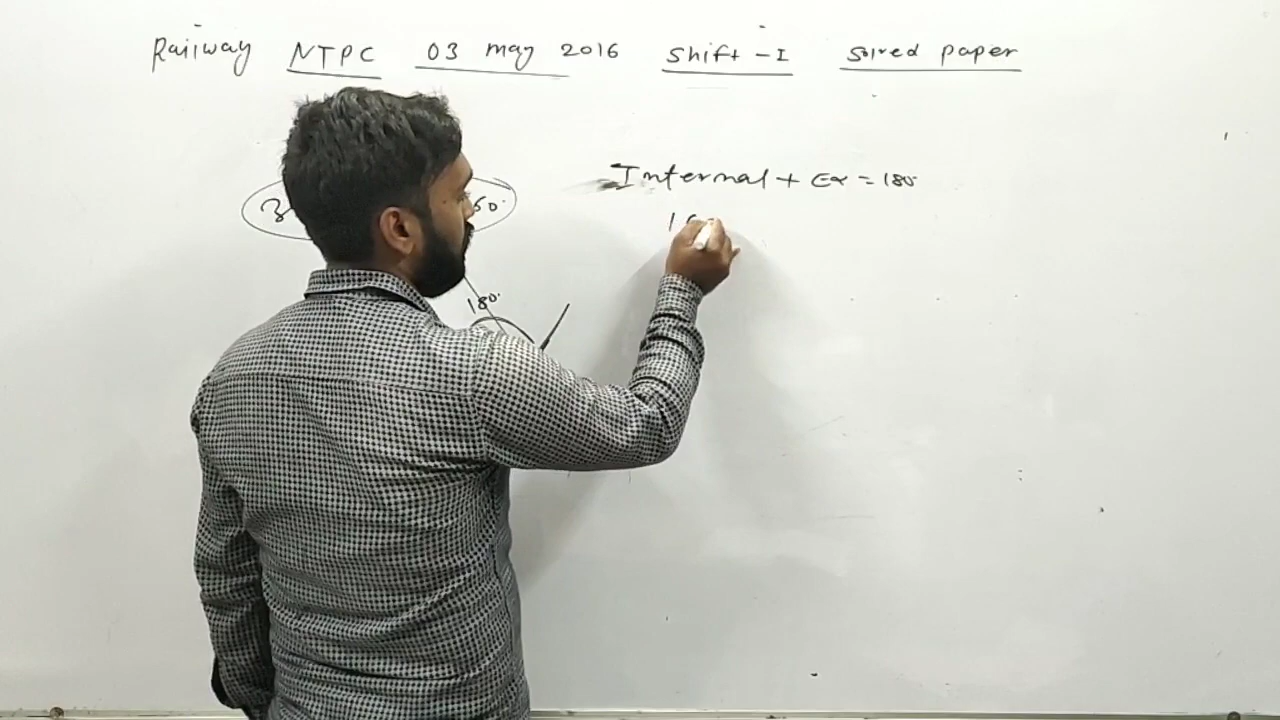 Railway NTPC 03 may 2016 Shift-I Solved paper
Internal + Ex = 180°
180°